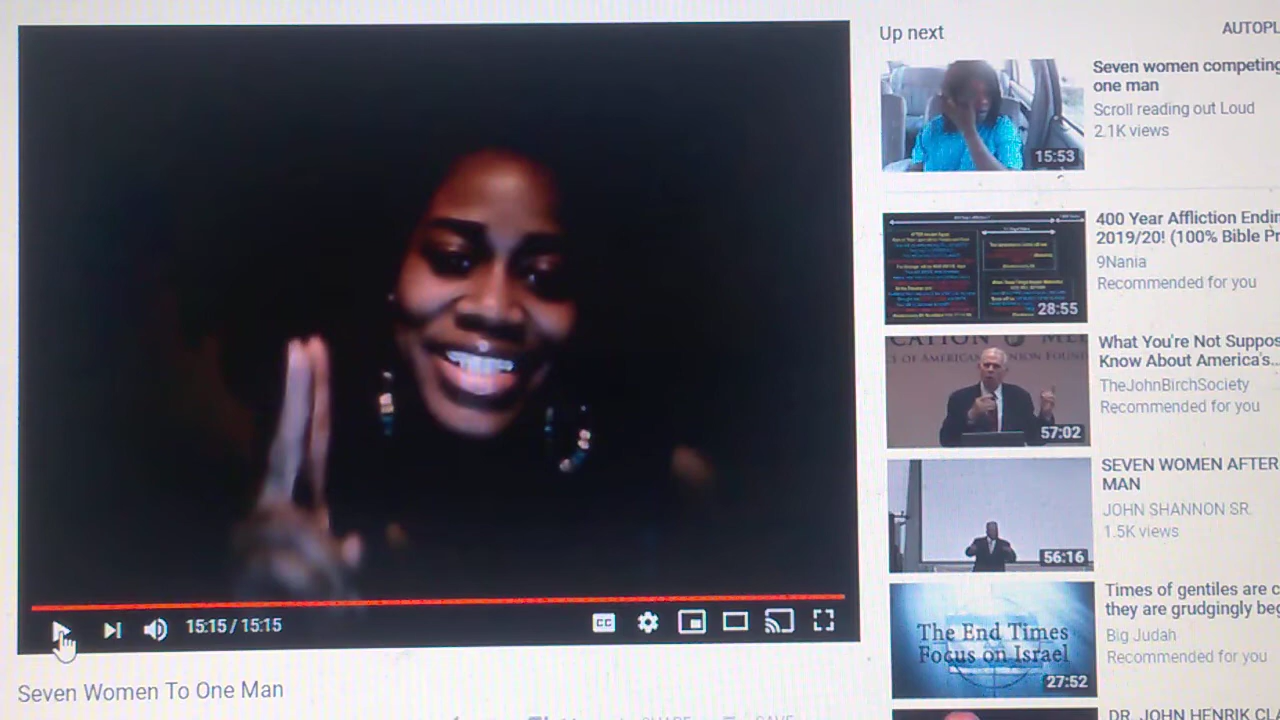 Up next
AUTOPL
Seven women competing
one man
Scroll reading out Loud
2.1K views
15:53
400 Year Affliction Endin
2019/20! (100% Bible Pr
9Nania
Recommended for you
28:55
What You're Not Suppos
Know About America's...
TheJohnBirchSociety
Recommended for you
57:02
SEVEN WOMEN AFTER
MAN
JOHN SHANNON SR.
1.5K views
56:16
Times of gentiles are c
they are grudgingly bec
Big Judah
Recommended for you
The End Times
Focus on Israel
27:52
DR. JOHN HENRIK CLA
15:15 / 15:15
CC
Seven Women To One Man
SHARE
SAVE